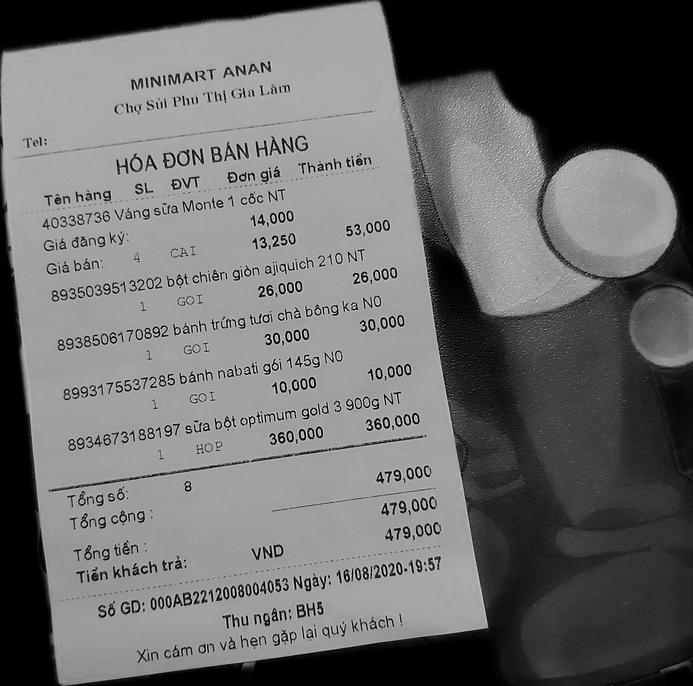 MINIMART ANAN
Chợ Sủi Phú Thị Gia Lâm
Tel:
HÓA ĐƠN BÁN HÀNG
Tên hàng SL ĐVT Đơn giá Thành tiền
40338736 Váng sữa Monte 1 cốc NT
Giá đăng ký: 14,000
Giá bán: 4 CAI 13,250 53,000
8935039513202 bột chiên giòn ajiquich 210 NT
1 GOI 26,000 26,000
8938506170892 bánh trứng tươi chà bông ka N0
1 GOI 30,000 30,000
8993175537285 bánh nabati gói 145g N0
1 GOI 10,000 10,000
8934673188197 sữa bột optimum gold 3 900g NT
1 HOP 360,000 360,000
Tổng số: 8 479,000
Tổng cộng :
479,000
Tổng tiền :
479,000
Tiền khách trả: VND
Số GD: 000AB2212008004053 Ngày: 16/08/2020-19:57
Thu ngân: BH5
Xin cám ơn và hẹn gặp lại quý khách !